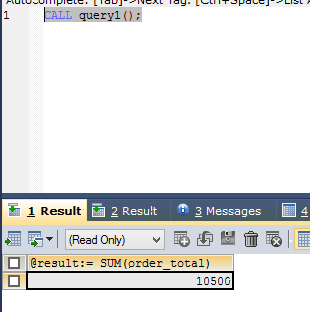 AutoComplete: [Tab]->Next Tag. [Ctrl+Space]->List
1 CALL query1();
1 Result 2 Result 3 Messages 4
(Read Only)
@result:= SUM(order_total)
10500